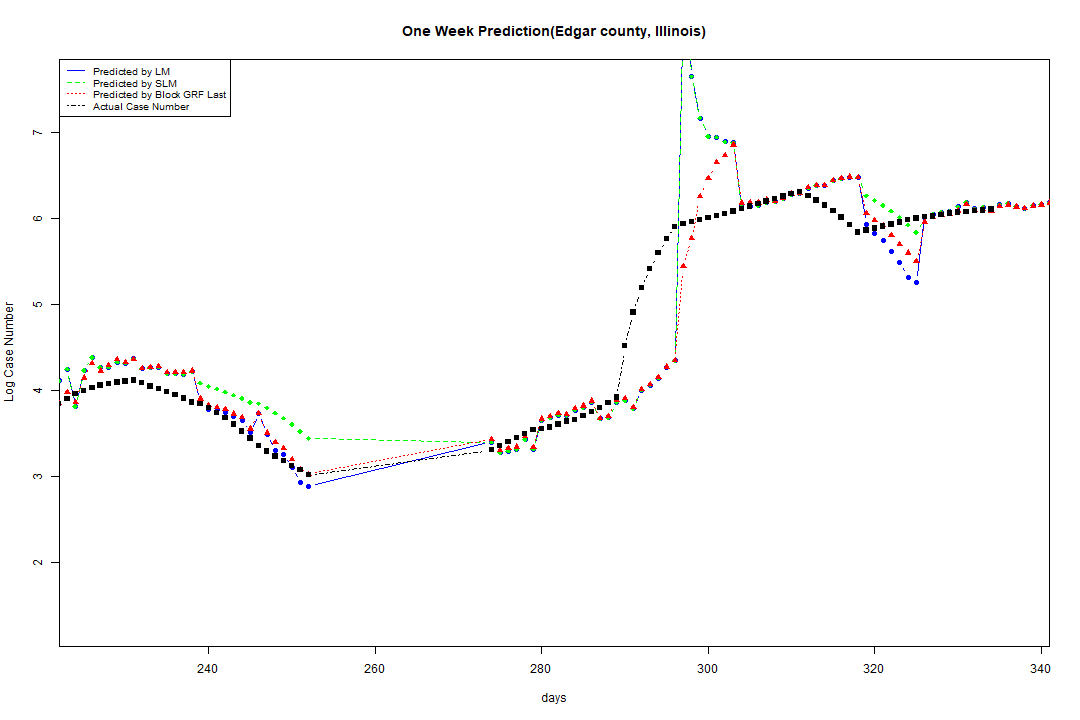 One Week Prediction(Edgar county, Illinois)
Predicted by LM
Predicted by SLM
Predicted by Block GRF Last
Actual Case Number
Log Case Number
7
6
5
4
3
2
240 260 280 300 320 340
days